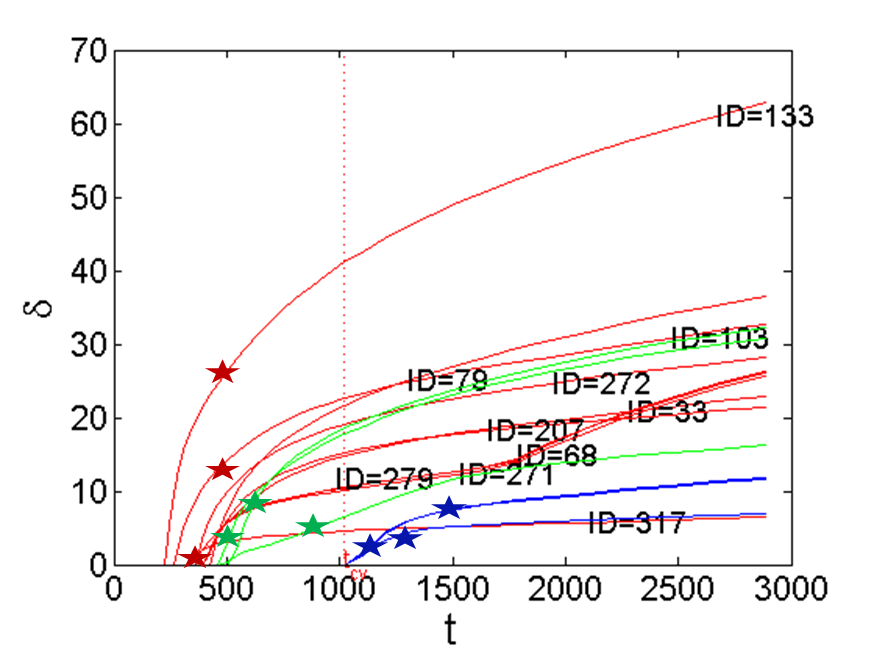 70
60
50
40
30
20
10
0
δ
ID=133
ID=103
ID=79
ID=272
ID=33
ID=207
ID=68
ID=279
ID=271
ID=317
t_cv
0
500
1000
1500
2000
2500
3000
t